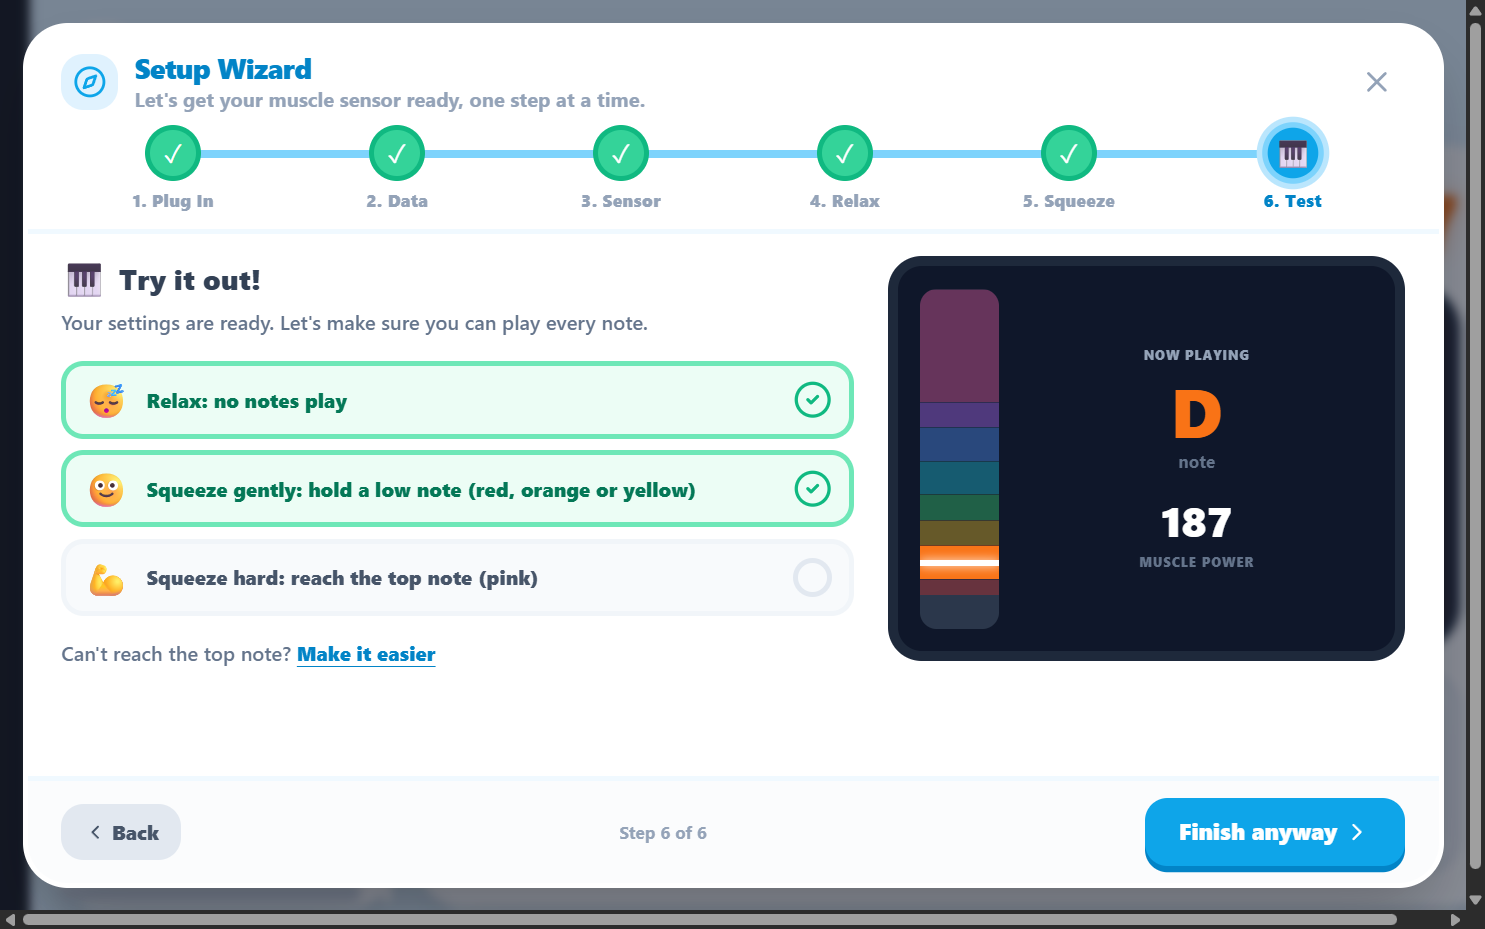 Setup Wizard
Let's get your muscle sensor ready, one step at a time.
1. Plug In
2. Data
3. Sensor
4. Relax
5. Squeeze
6. Test
Try it out!
Your settings are ready. Let's make sure you can play every note.
Relax: no notes play
Squeeze gently: hold a low note (red, orange or yellow)
Squeeze hard: reach the top note (pink)
Can't reach the top note? Make it easier
NOW PLAYING
D
note
187
MUSCLE POWER
Back
Step 6 of 6
Finish anyway